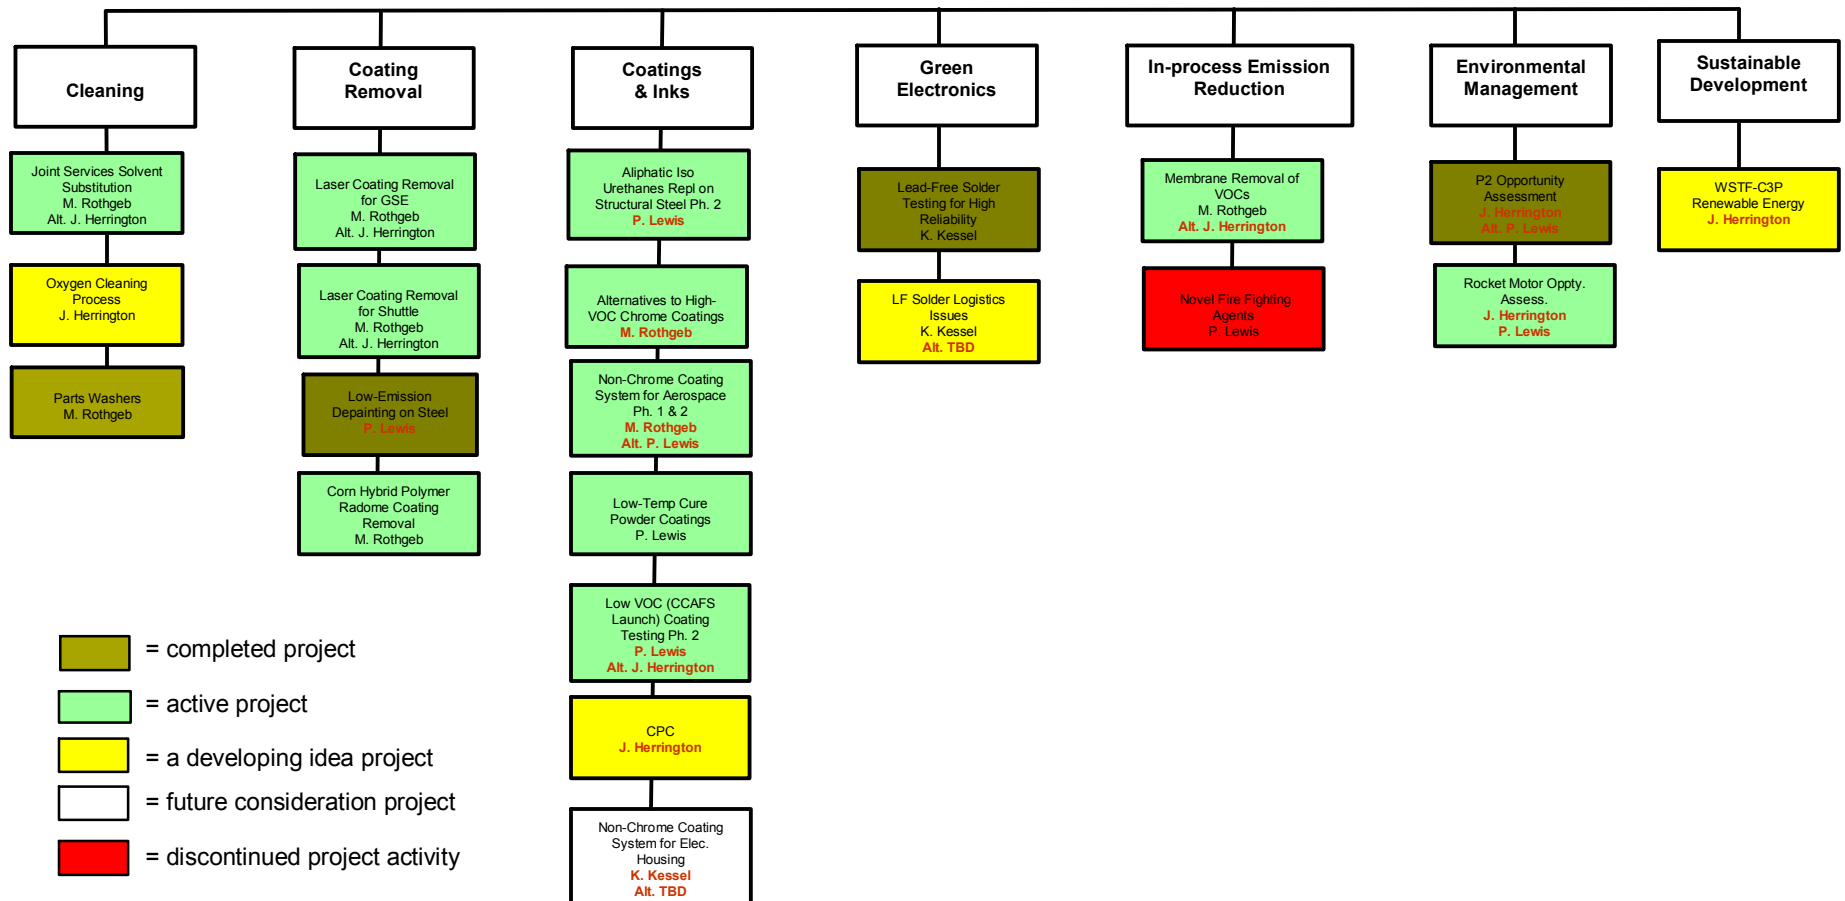 Cleaning
Joint Services Solvent
Substitution
M. Rothgeb
Alt. J. Herrington
Oxygen Cleaning
Process
J. Herrington
Parts Washers
M. Rothgeb
Coating
Removal
Laser Coating Removal
for GSE
M. Rothgeb
Alt. J. Herrington
Laser Coating Removal
for Shuttle
M. Rothgeb
Alt. J. Herrington
Low-Emission
Depainting on Steel
P. Lewis
Corn Hybrid Polymer
Radome Coating
Removal
M. Rothgeb
Coatings
& Inks
Aliphatic Iso
Urethanes Repl on
Structural Steel Ph. 2
P. Lewis
Alternatives to High-
VOC Chrome Coatings
M. Rothgeb
Non-Chrome Coating
System for Aerospace
Ph. 1 & 2
M. Rothgeb
Alt. P. Lewis
Low-Temp Cure
Powder Coatings
P. Lewis
Low VOC (CCAFS
Launch) Coating
Testing Ph. 2
P. Lewis
Alt. J. Herrington
CPC
J. Herrington
Non-Chrome Coating
System for Elec.
Housing
K. Kessel
Alt. TBD
Green
Electronics
Lead-Free Solder
Testing for High
Reliability
K. Kessel
LF Solder Logistics
Issues
K. Kessel
Alt. TBD
In-process Emission
Reduction
Membrane Removal of
VOCs
M. Rothgeb
Alt. J. Herrington
Novel Fire Fighting
Agents
P. Lewis
Environmental
Management
P2 Opportunity
Assessment
J. Herrington
Alt. P. Lewis
Rocket Motor Oppty.
Assess.
J. Herrington
P. Lewis
Sustainable
Development
WSTF-C3P
Renewable Energy
J. Herrington
= completed project
= active project
= a developing idea project
= future consideration project
= discontinued project activity